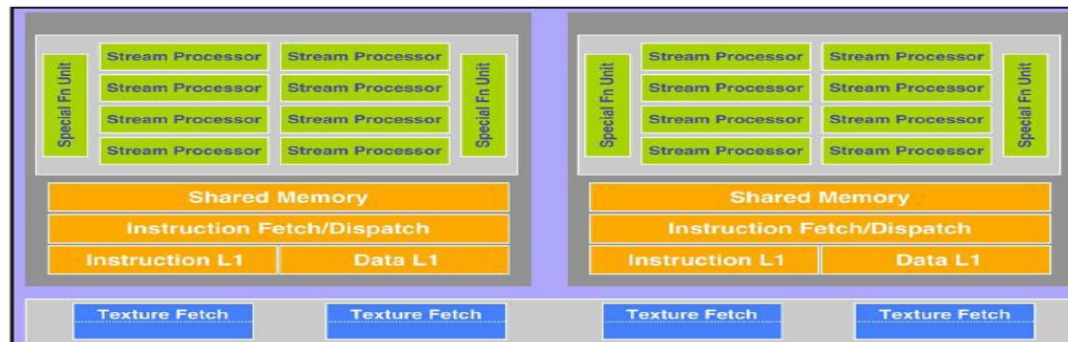 Special Fn Unit
Stream Processor
Stream Processor
Stream Processor
Stream Processor
Stream Processor
Stream Processor
Stream Processor
Stream Processor
Special Fn Unit
Shared Memory
Instruction Fetch/Dispatch
Instruction L1
Data L1
Special Fn Unit
Stream Processor
Stream Processor
Stream Processor
Stream Processor
Stream Processor
Stream Processor
Stream Processor
Stream Processor
Special Fn Unit
Shared Memory
Instruction Fetch/Dispatch
Instruction L1
Data L1
Texture Fetch
Texture Fetch
Texture Fetch
Texture Fetch